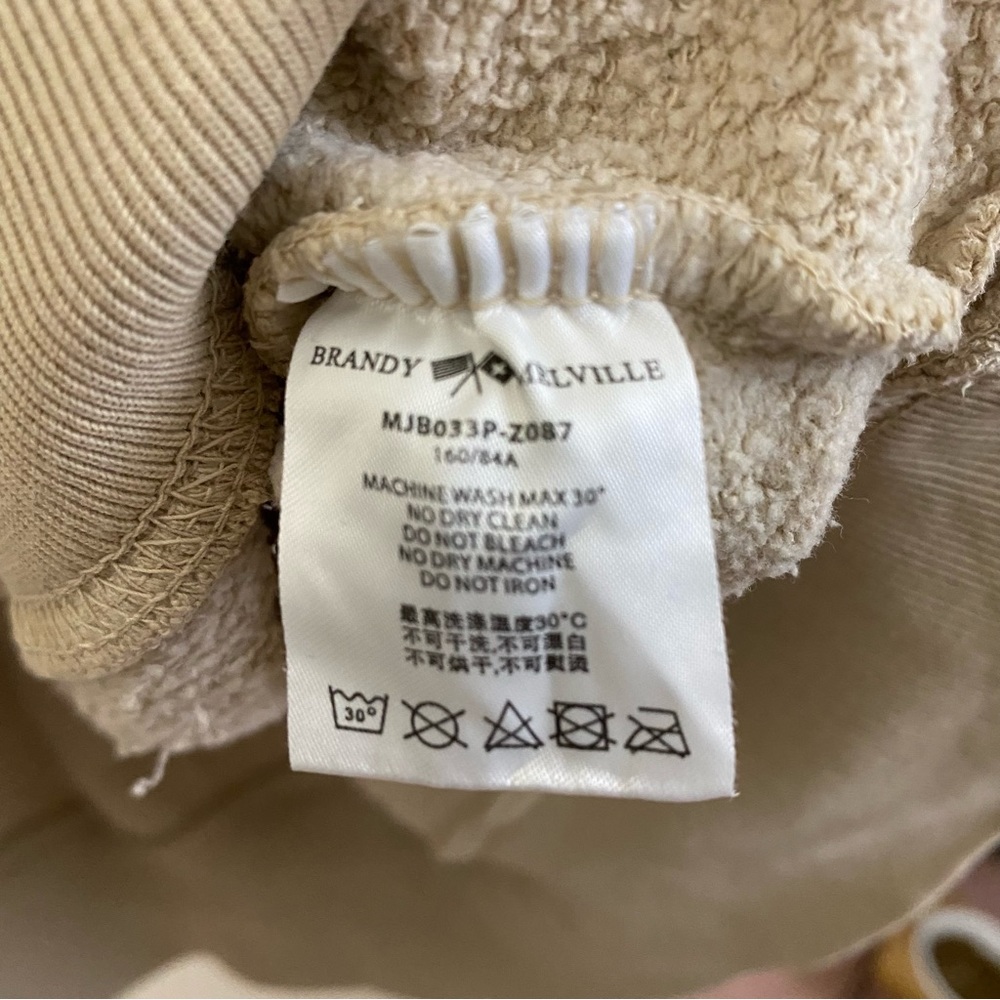 BRANDY MELVILLE
MJB033P-Z087
160/84A
MACHINE WASH MAX 30°
NO DRY CLEAN
DO NOT BLEACH
NO DRY MACHINE
DO NOT IRON
最高洗涤温度30°C
不可干洗,不可漂白
不可烘干,不可熨烫
30°